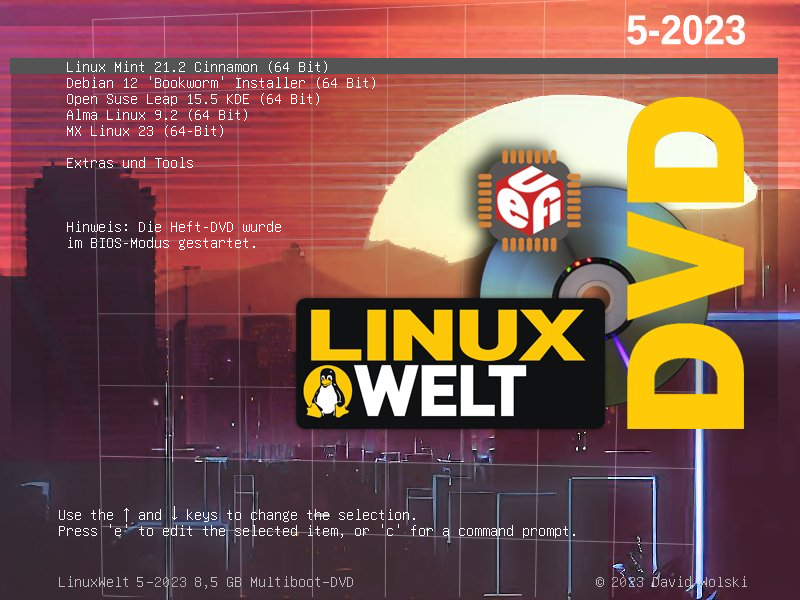 5-2023
Linux Mint 21.2 Cinnamon (64 Bit)
Debian 12 'Bookworm' Installer (64 Bit)
Open Suse Leap 15.5 KDE (64 Bit)
Alma Linux 9.2 (64 Bit)
MX Linux 23 (64-Bit)
Extras und Tools
Hinweis: Die Heft-DVD wurde
im BIOS-Modus gestartet.
uefi
DVD
LINUX
WELT
Use the ↑ and ↓ keys to change the selection.
Press 'e' to edit the selected item, or 'c' for a command prompt.
LinuxWelt 5-2023 8,5 GB Multiboot-DVD
© 2023 David Wolski